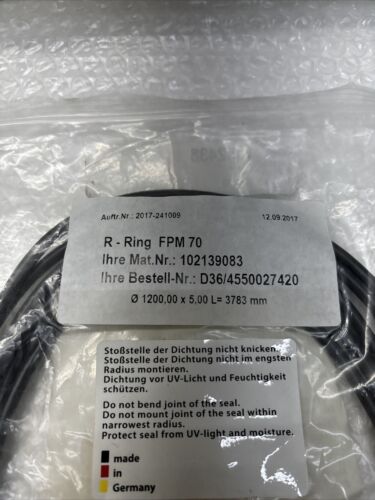 Auftr.Nr.: 2017-241009 12.09.2017
R - Ring FPM 70
Ihre Mat.Nr.: 102139083
Ihre Bestell-Nr.: D36/4550027420
Ø 1200,00 x 5,00 L= 3783 mm
Stoßstelle der Dichtung nicht knicken.
Stoßstelle der Dichtung nicht im engsten
Radius montieren.
Dichtung vor UV-Licht und Feuchtigkeit
schützen.
Do not bend joint of the seal.
Do not mount joint of the seal within
narrowest radius.
Protect seal from UV-light and moisture.
made
in
Germany